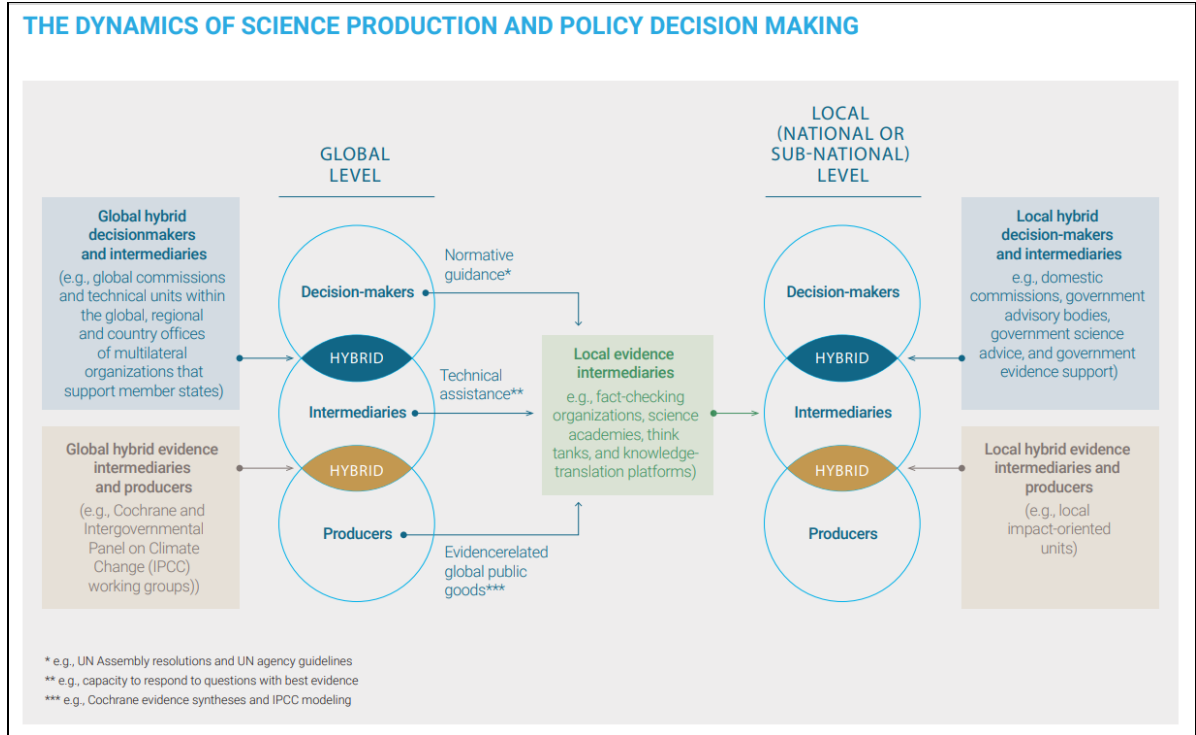 THE DYNAMICS OF SCIENCE PRODUCTION AND POLICY DECISION MAKING
GLOBAL
LEVEL
LOCAL
(NATIONAL OR
SUB-NATIONAL)
LEVEL
Global hybrid
decisionmakers
and intermediaries
(e.g., global commissions
and technical units within
the global, regional
and country offices
of multilateral
organizations that
support member states)
Global hybrid evidence
intermediaries
and producers
(e.g., Cochrane and
Intergovernmental
Panel on Climate
Change (IPCC)
working groups))
Decision-makers
HYBRID
Intermediaries
HYBRID
Producers
Normative
guidance*
Technical
assistance**
Evidencerelated
global public
goods***
Local evidence
intermediaries
e.g., fact-checking
organizations, science
academies, think
tanks, and knowledge-
translation platforms)
Decision-makers
HYBRID
Intermediaries
HYBRID
Producers
Local hybrid
decision-makers
and intermediaries
e.g., domestic
commissions, government
advisory bodies,
government science
advice, and government
evidence support)
Local hybrid evidence
intermediaries and
producers
(e.g., local
impact-oriented
units)
* e.g., UN Assembly resolutions and UN agency guidelines
** e.g., capacity to respond to questions with best evidence
*** e.g., Cochrane evidence syntheses and IPCC modeling